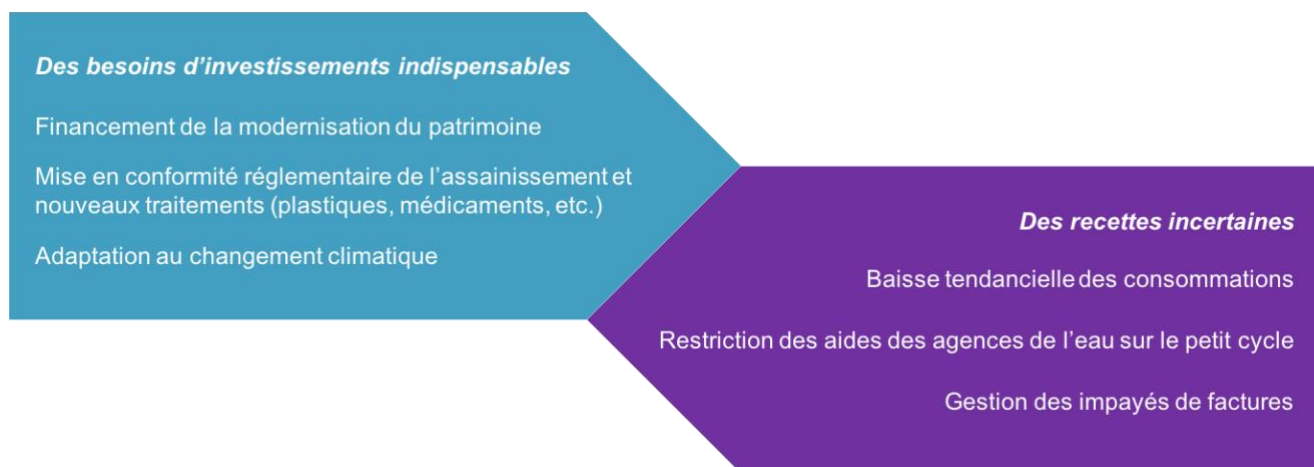 Des besoins d’investissements indispensables
Financement de la modernisation du patrimoine
Mise en conformité réglementaire de l’assainissement et
nouveaux traitements (plastiques, médicaments, etc.)
Adaptation au changement climatique
Des recettes incertaines
Baisse tendancielle des consommations
Restriction des aides des agences de l’eau sur le petit cycle
Gestion des impayés de factures